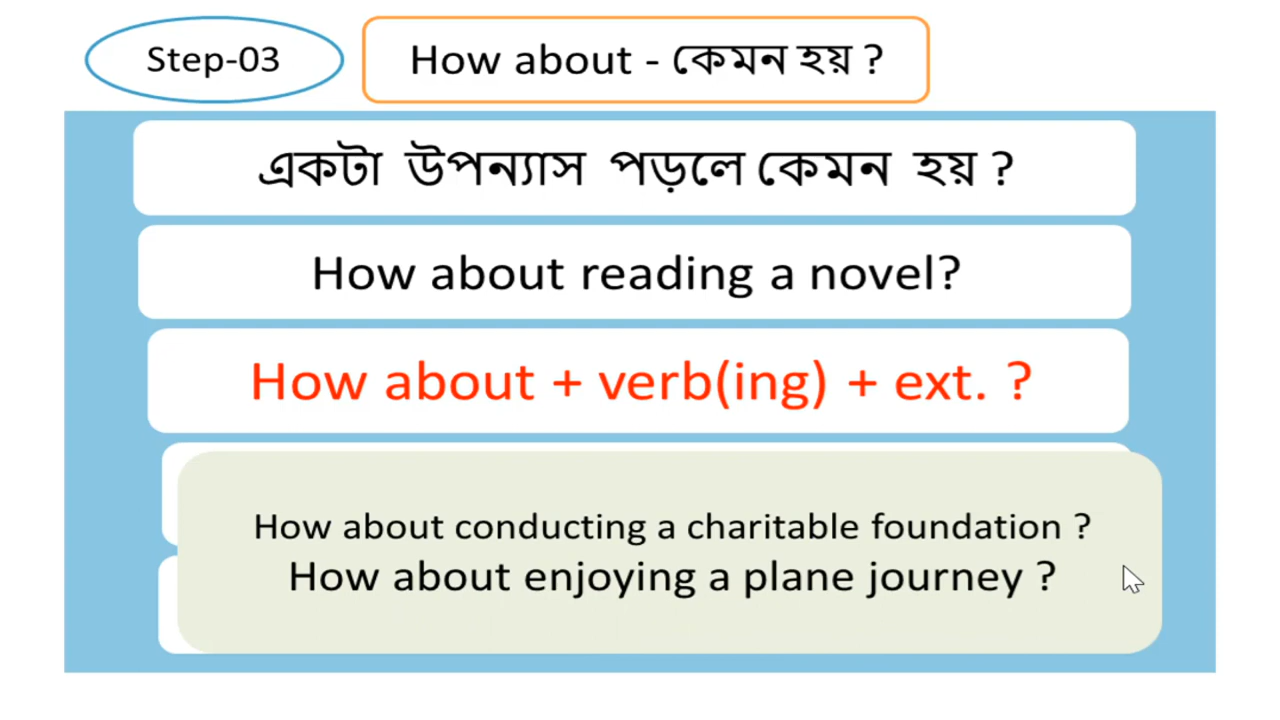 Step-03
How about - কেমন হয় ?
একটা উপন্যাস পড়লে কেমন হয় ?
How about reading a novel?
How about + verb(ing) + ext. ?
How about conducting a charitable foundation ?
How about enjoying a plane journey ?